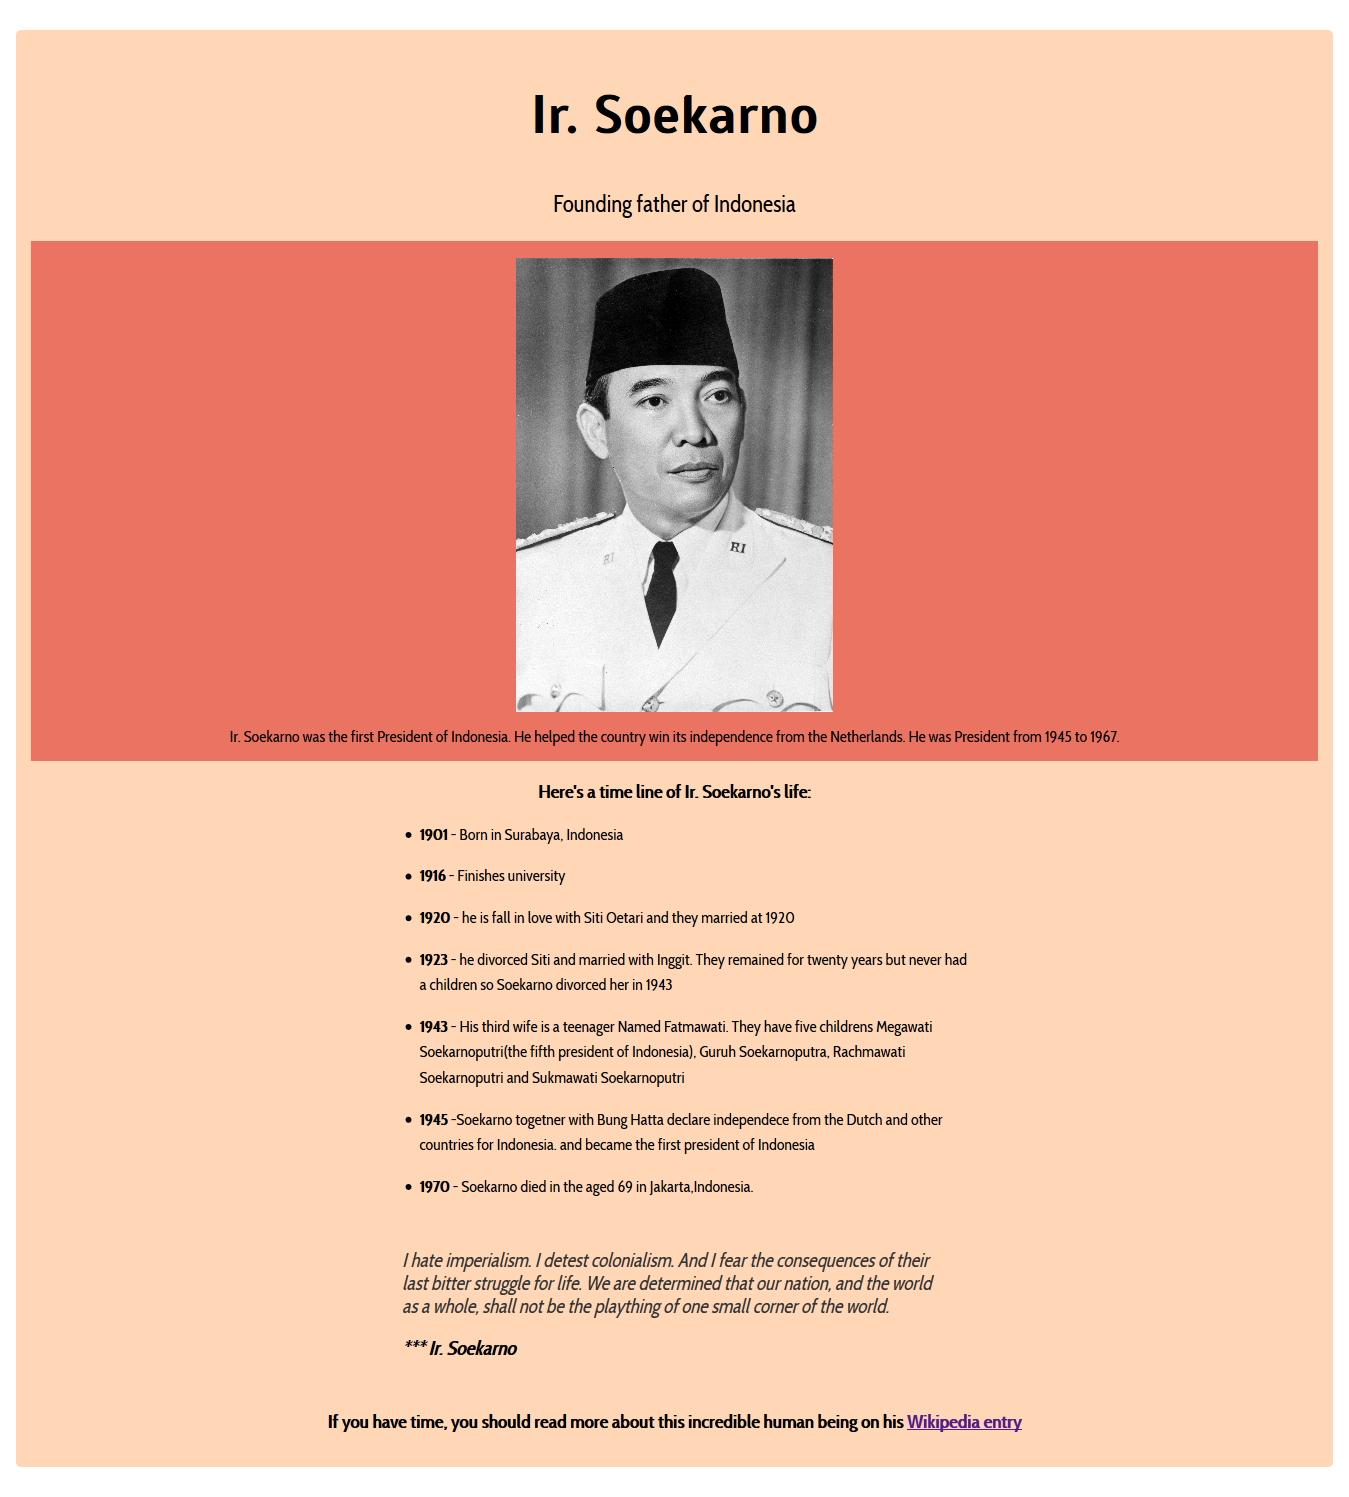 Ir. Soekarno
Founding father of Indonesia
RI
RI
Ir. Soekarno was the first President of Indonesia. He helped the country win its independence from the Netherlands. He was President from 1945 to 1967.
Here's a time line of Ir. Soekarno's life:
• 1901 - Born in Surabaya, Indonesia
• 1916 - Finishes university
• 1920 - he is fall in love with Siti Oetari and they married at 1920
• 1923 - he divorced Siti and married with Inggit. They remained for twenty years but never had
a children so Soekarno divorced her in 1943
• 1943 - His third wife is a teenager Named Fatmawati. They have five childrens Megawati
Soekarnoputri(the fifth president of Indonesia), Guruh Soekarnoputra, Rachmawati
Soekarnoputri and Sukmawati Soekarnoputri
• 1945 -Soekarno togetner with Bung Hatta declare independece from the Dutch and other
countries for Indonesia. and became the first president of Indonesia
• 1970 - Soekarno died in the aged 69 in Jakarta,Indonesia.
I hate imperialism. I detest colonialism. And I fear the consequences of their
last bitter struggle for life. We are determined that our nation, and the world
as a whole, shall not be the plaything of one small corner of the world.
*** Ir. Soekarno
If you have time, you should read more about this incredible human being on his Wikipedia entry